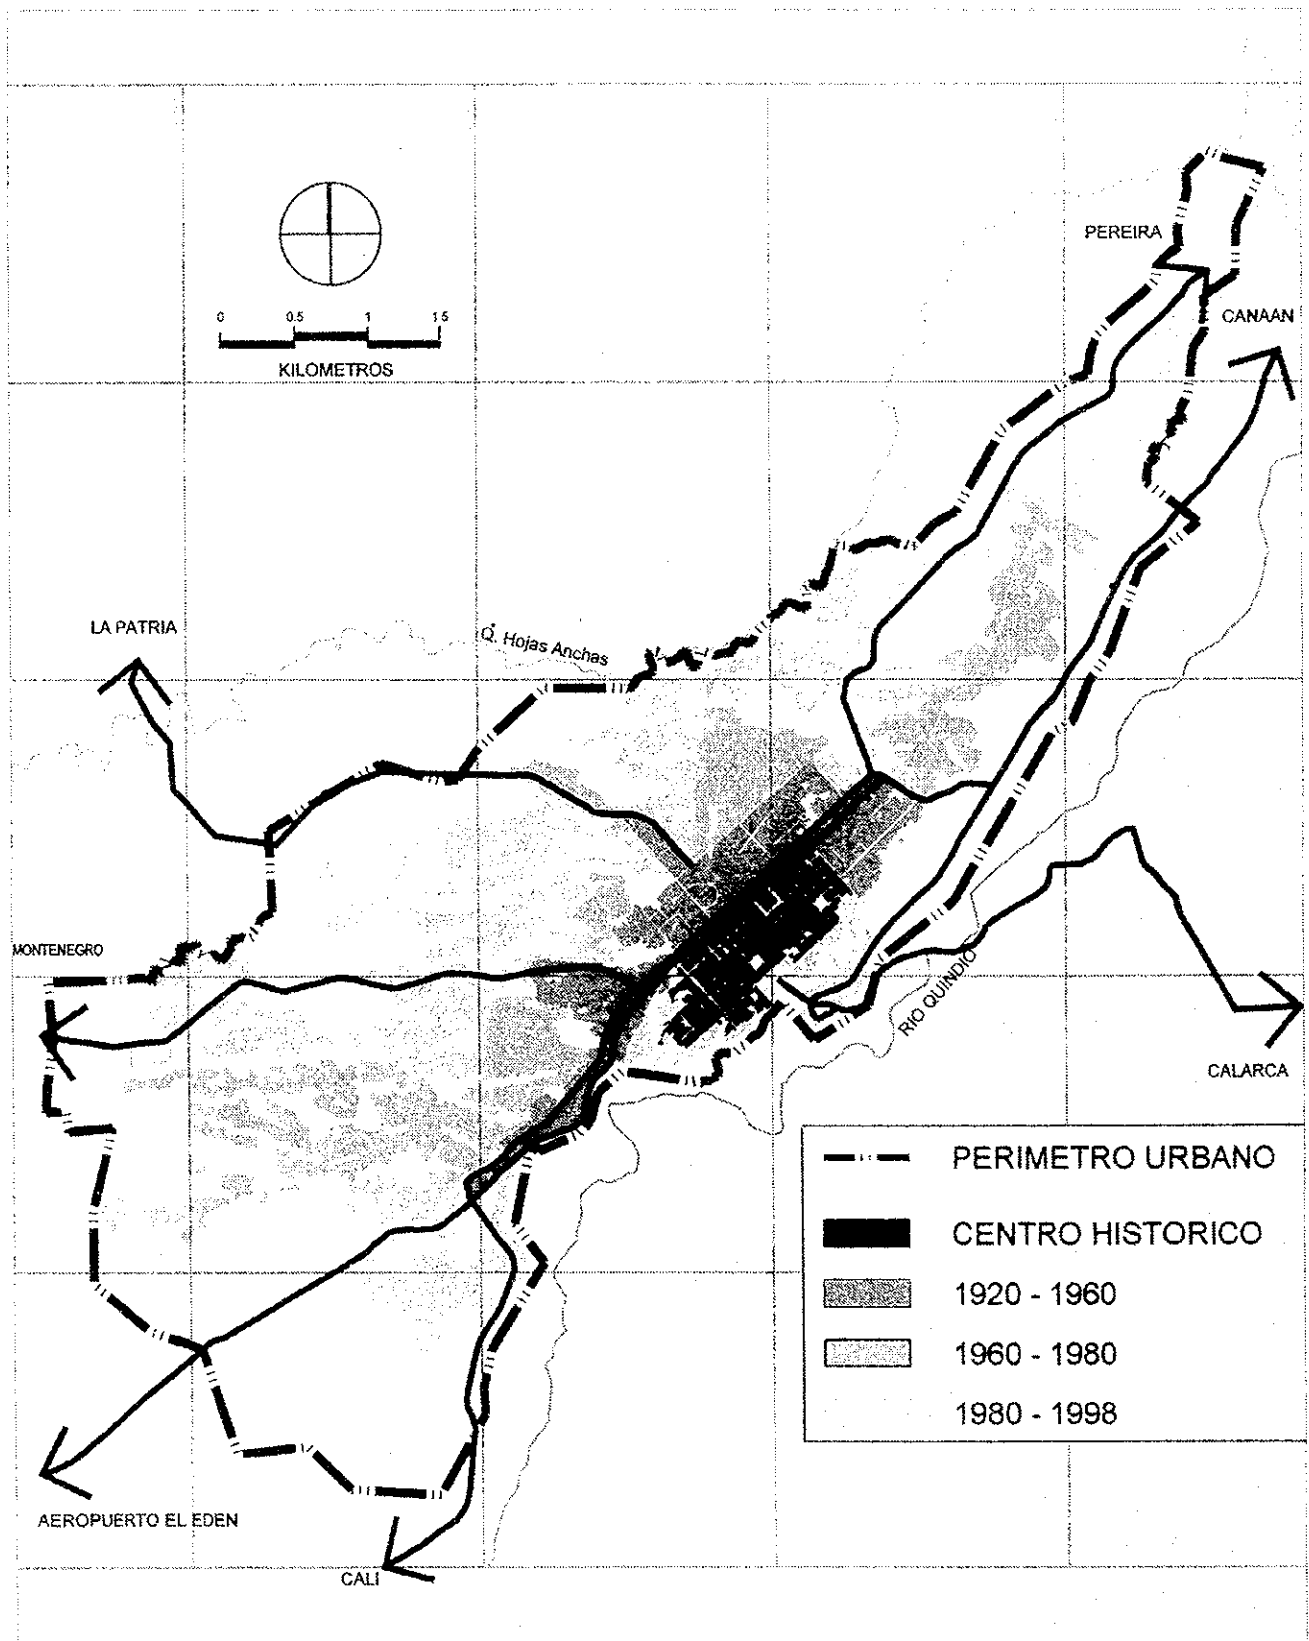 PEREIRA
CANAAN
0 0.5 1 1.5
KILOMETROS
LA PATRIA
Q. Hojas Anchas
MONTENEGRO
RIO QUINDIO
CALARCA
PERIMETRO URBANO
CENTRO HISTORICO
1920 - 1960
1960 - 1980
1980 - 1998
AEROPUERTO EL EDEN
CALI